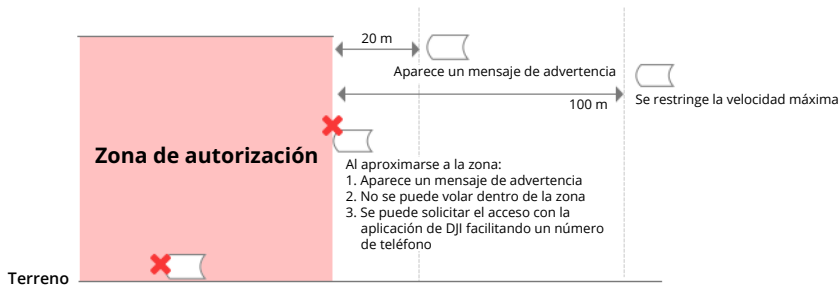 20 m
Aparece un mensaje de advertencia
100 m
Se restringe la velocidad máxima
Zona de autorización
Al aproximarse a la zona:
1. Aparece un mensaje de advertencia
2. No se puede volar dentro de la zona
3. Se puede solicitar el acceso con la
aplicación de DJI facilitando un número
de teléfono
Terreno